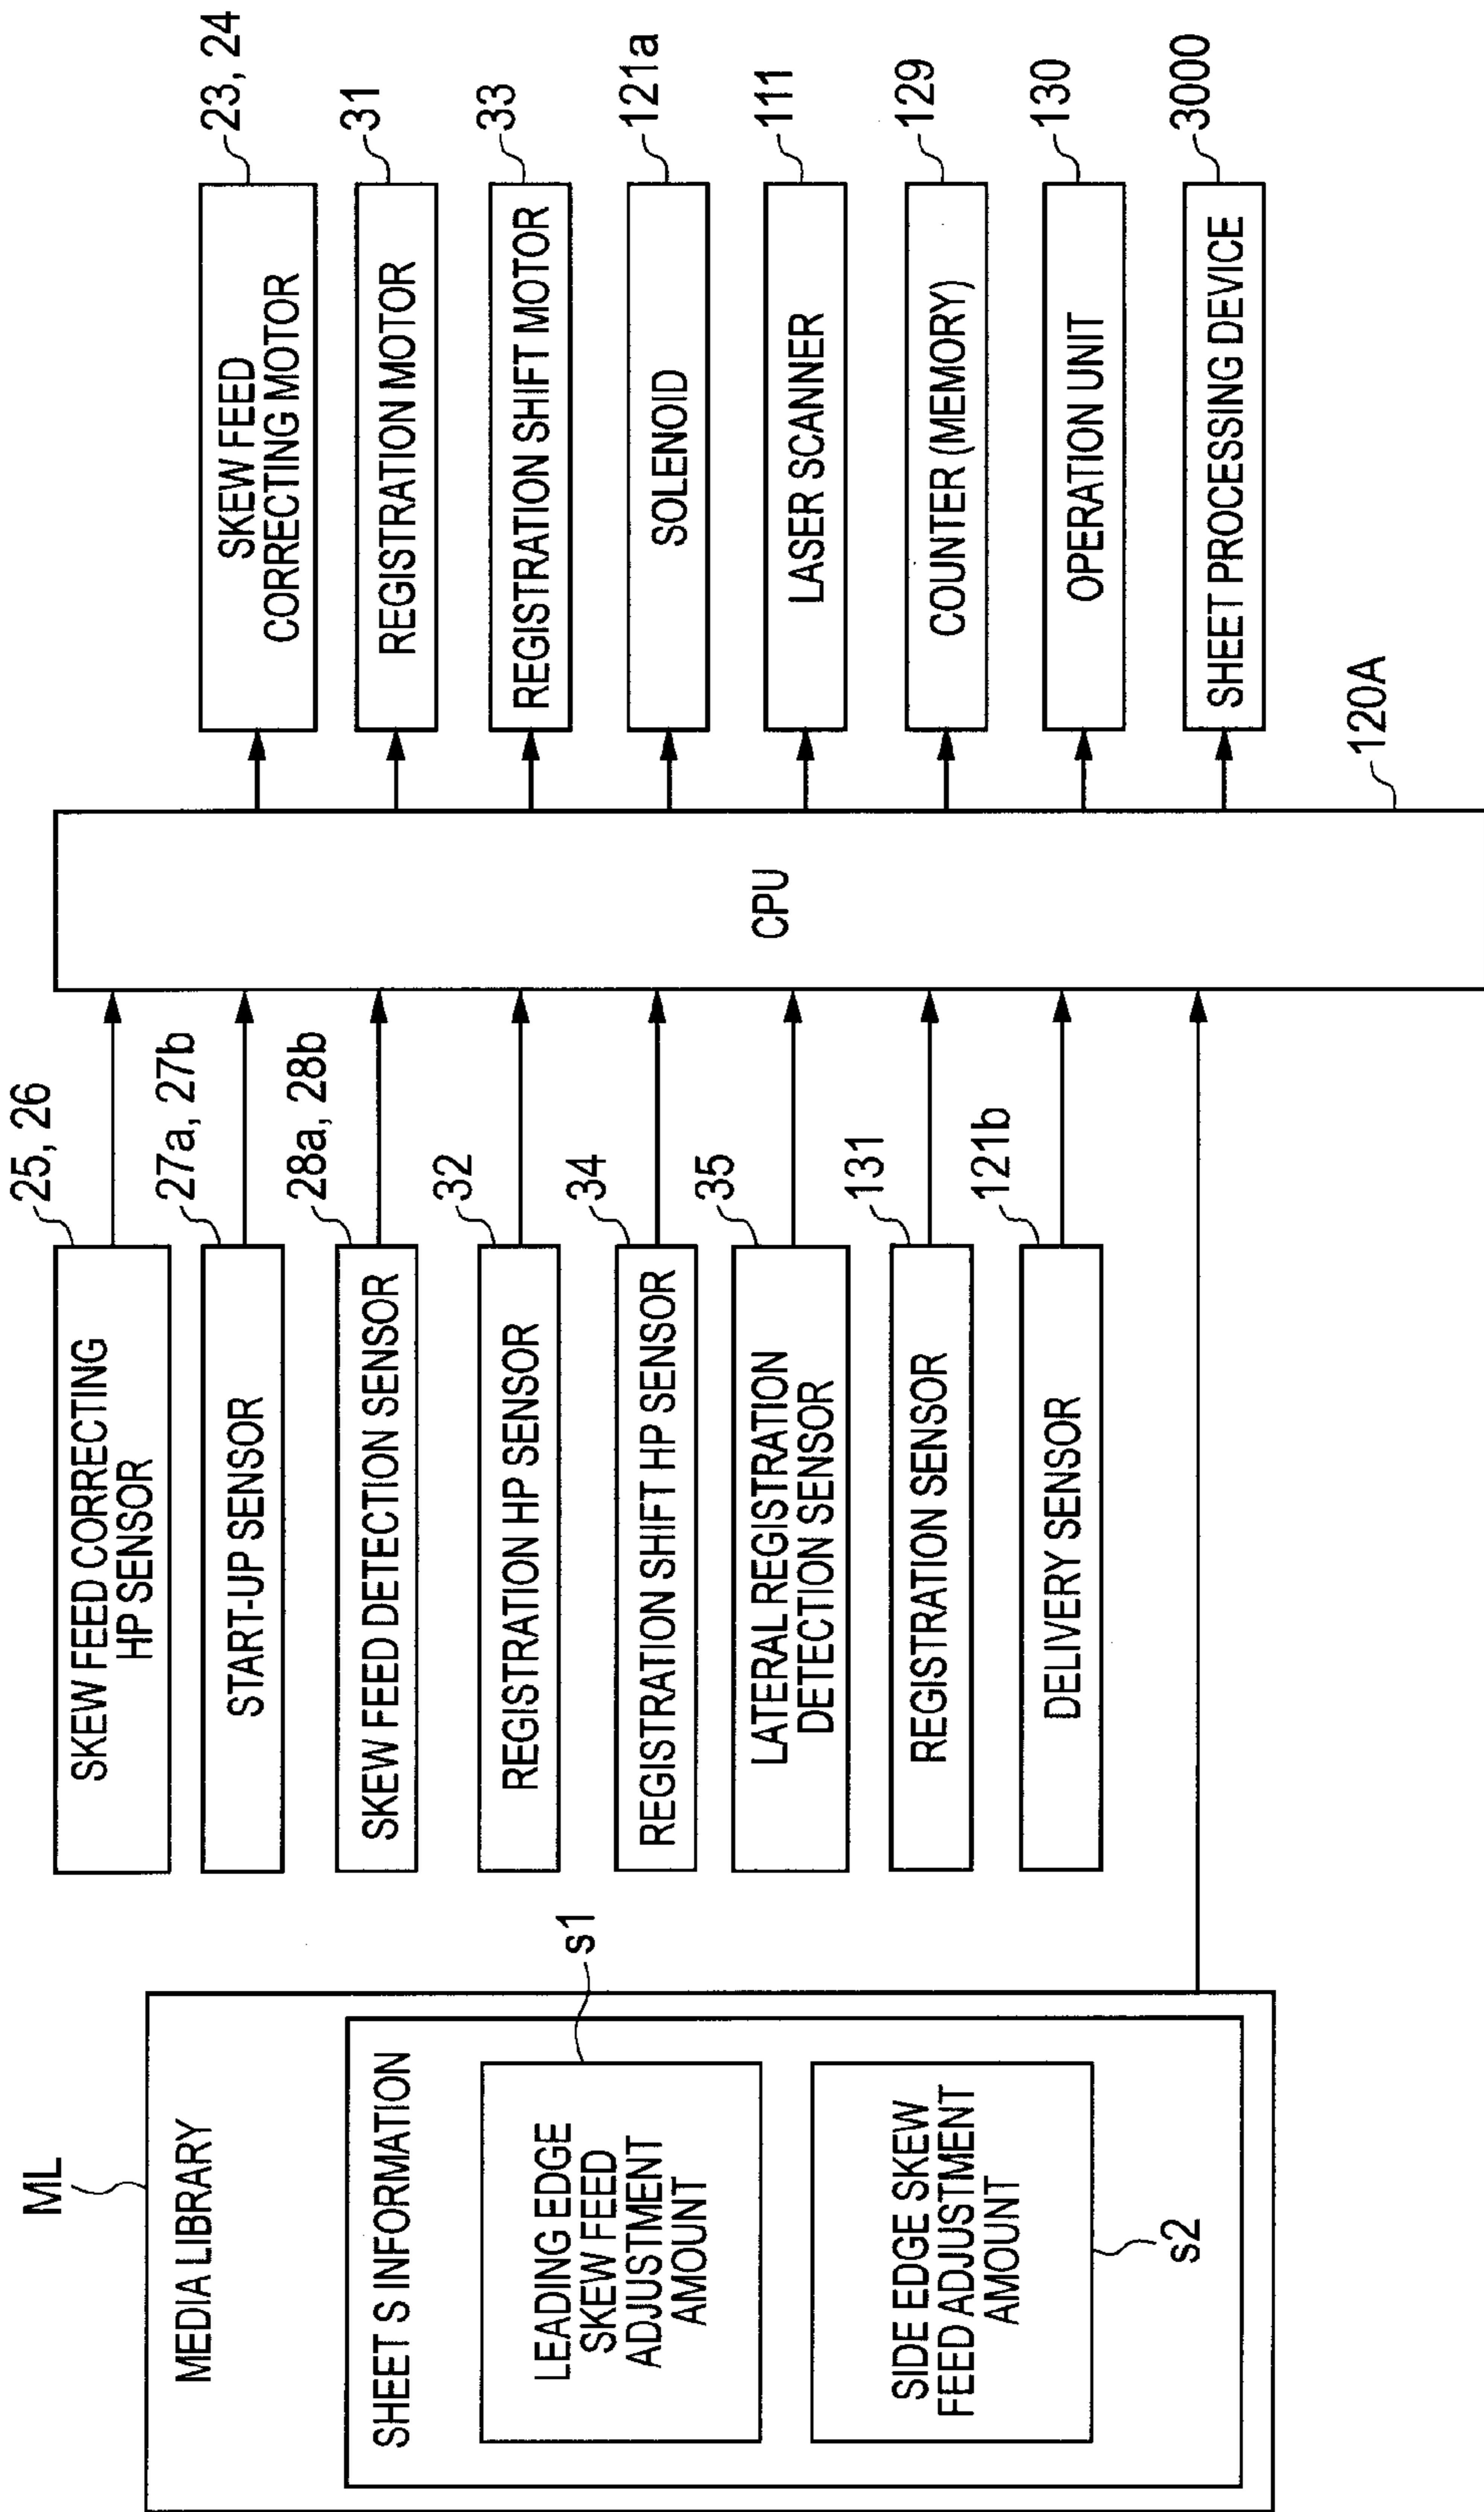 ML
MEDIA LIBRARY
SHEET S INFORMATION
LEADING EDGE
SKEW FEED
ADJUSTMENT
AMOUNT
s1
SIDE EDGE SKEW
FEED ADJUSTMENT
AMOUNT
s2
SKEW FEED CORRECTING
HP SENSOR
25, 26
START-UP SENSOR
27a, 27b
SKEW FEED DETECTION SENSOR
28a, 28b
REGISTRATION HP SENSOR
32
REGISTRATION SHIFT HP SENSOR
34
LATERAL REGISTRATION
DETECTION SENSOR
35
REGISTRATION SENSOR
131
DELIVERY SENSOR
121b
CPU
120A
SKEW FEED
CORRECTING MOTOR
23, 24
REGISTRATION MOTOR
31
REGISTRATION SHIFT MOTOR
33
SOLENOID
121a
LASER SCANNER
111
COUNTER (MEMORY)
129
OPERATION UNIT
130
SHEET PROCESSING DEVICE
3000